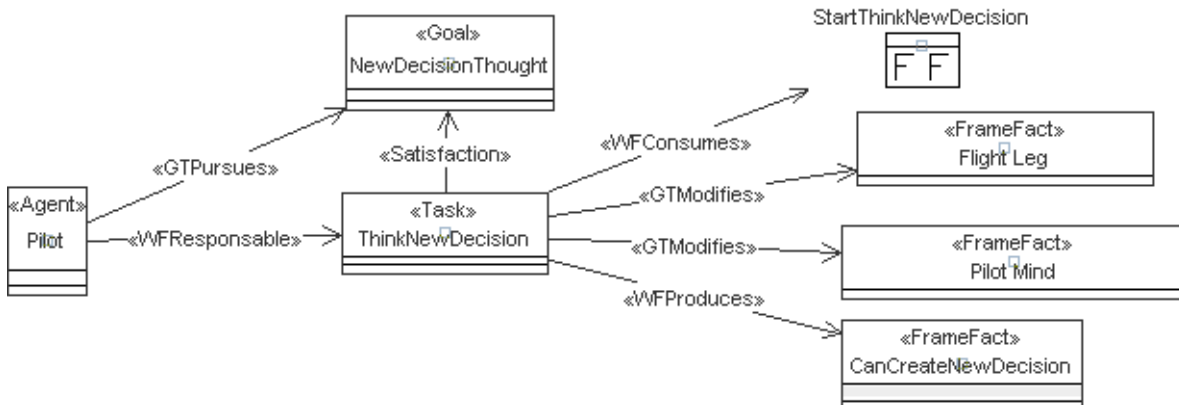 StartThinkNewDecision
F F
«Goal»
NewDecisionThought
«GTPursues»
«Satisfaction»
«WFConsumes»
«FrameFact»
Flight Leg
«Agent»
Pilot
«WFResponsable»
«Task»
ThinkNewDecision
«GTModifies»
«GTModifies»
«FrameFact»
Pilot Mind
«WFProduces»
«FrameFact»
CanCreateNewDecision